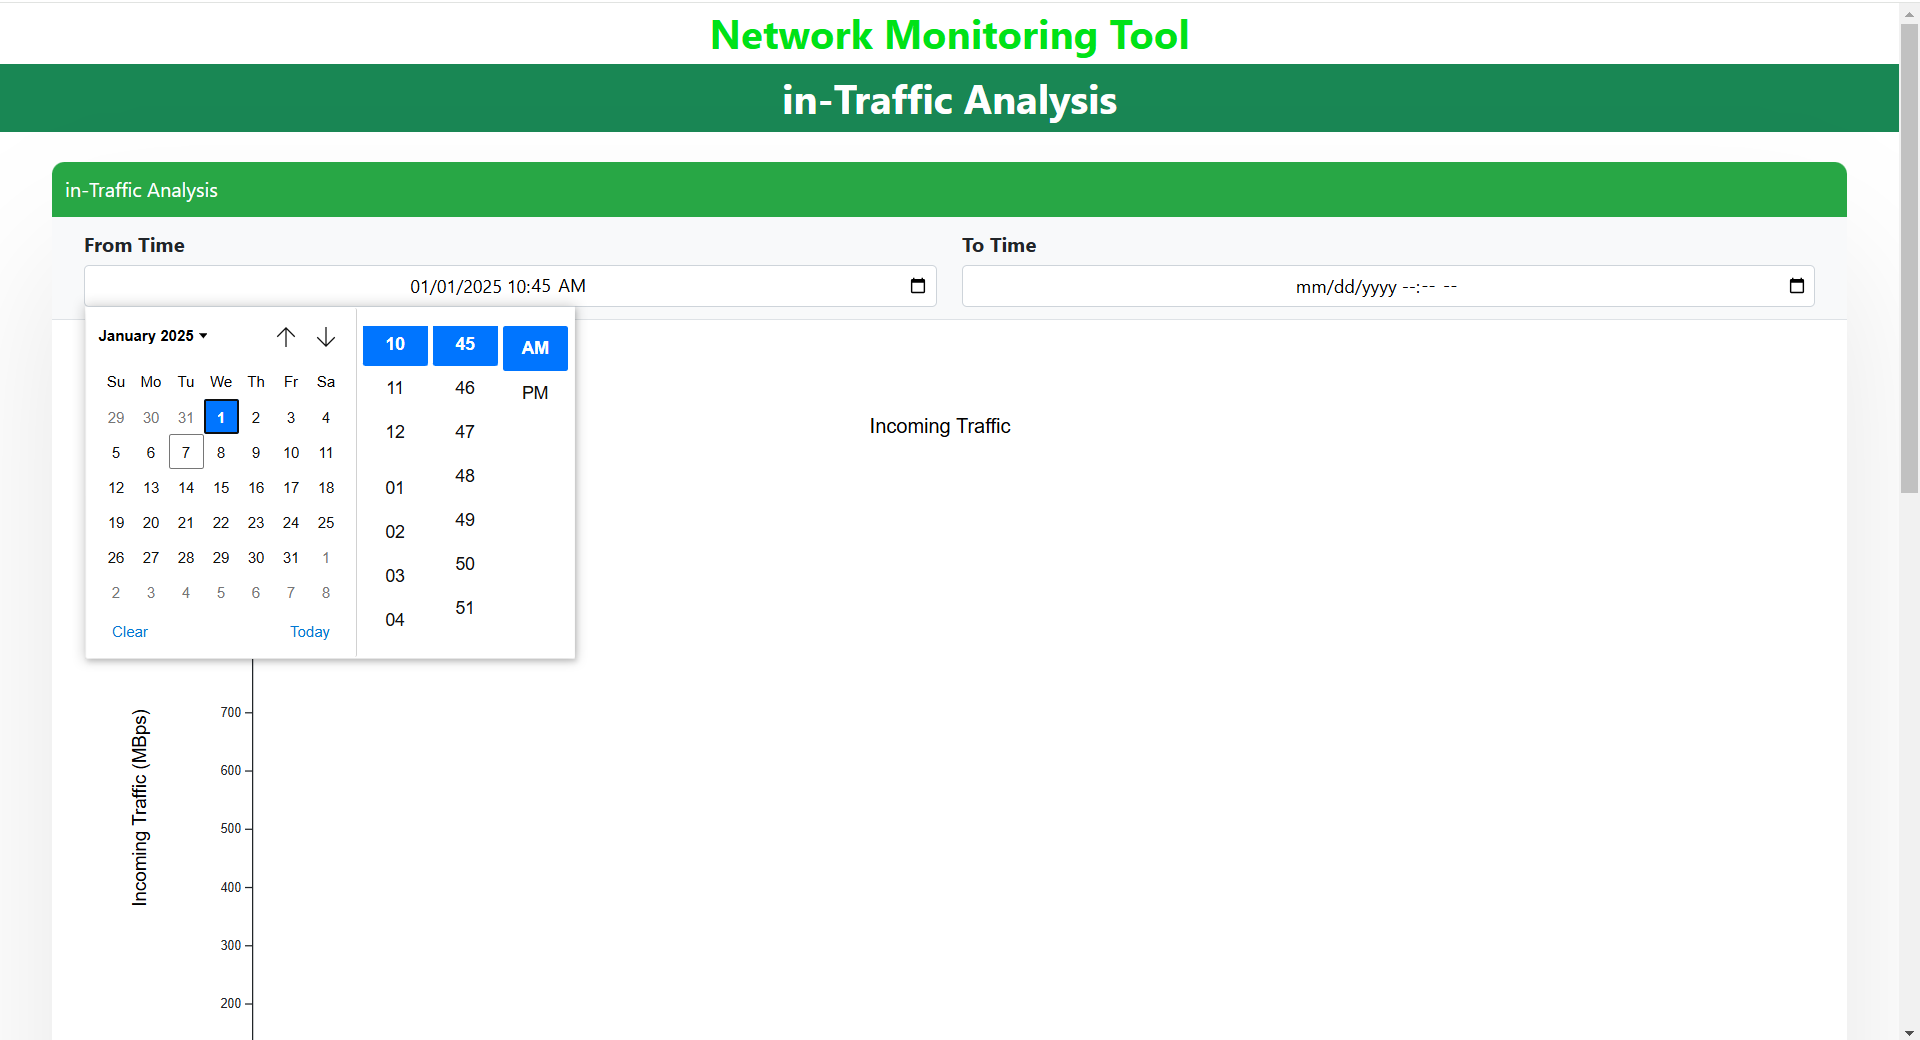 Network Monitoring Tool
in-Traffic Analysis
in-Traffic Analysis
From Time
To Time
01/01/2025 10:45 AM
mm/dd/yyyy --:-- --
January 2025
Su Mo Tu We Th Fr Sa
29 30 31 1 2 3 4
5 6 7 8 9 10 11
12 13 14 15 16 17 18
19 20 21 22 23 24 25
26 27 28 29 30 31 1
2 3 4 5 6 7 8
Clear Today
10
11
12
01
02
03
04
45
46
47
48
49
50
51
AM
PM
Incoming Traffic
Incoming Traffic (MBps)
700
600
500
400
300
200